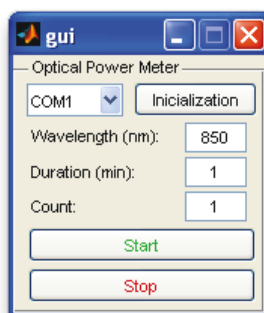 gui
Optical Power Meter
COM1 Inicialization
Wavelength (nm): 850
Duration (min): 1
Count: 1
Start
Stop